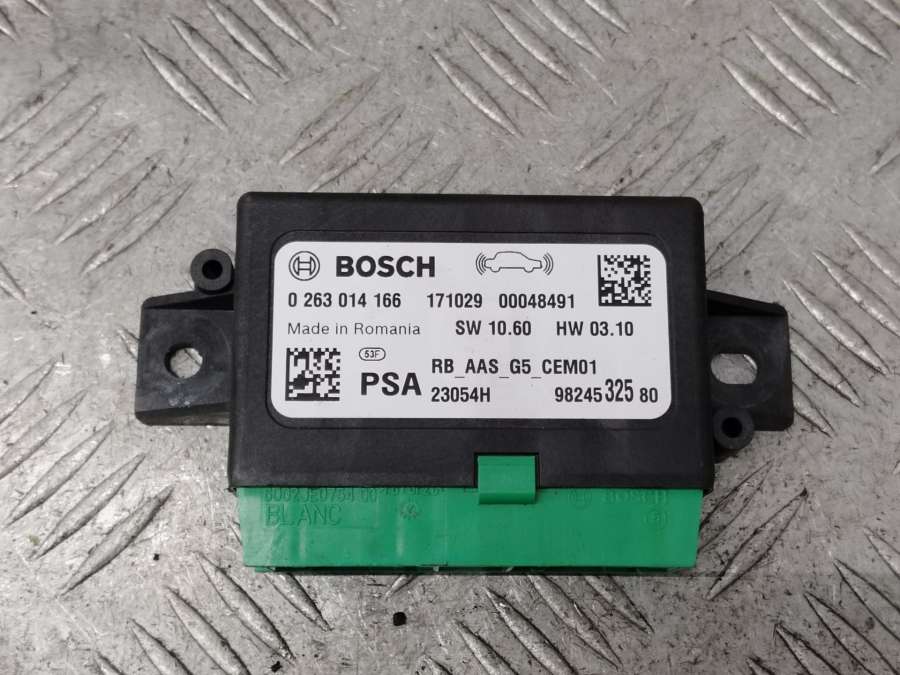 BOSCH
0 263 014 166 171029 00048491
Made in Romania SW 10.60 HW 03.10
53F
PSA RB_AAS_G5_CEM01
23054H 98245 325 80
BOSCH
BLANC